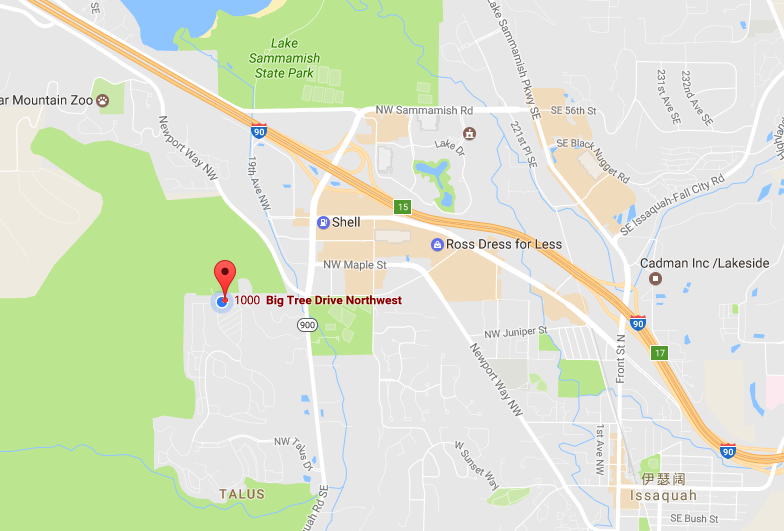 SE
Lake
Sammamish
State Park
Lake Sammamish Pkwy SE
ar Mountain Zoo
NW Sammamish Rd
SE 56th St
231st Ave SE
232nd Ave SE
90
Newport Way NW
Lake Dr
221st Pl SE
SE Black Nugget Rd
19th Ave NW
SE Issaquah-Fall City Rd
15
Shell
Ross Dress for Less
NW Maple St
Cadman Inc /Lakeside
1000 Big Tree Drive Northwest
900
90
NW Juniper St
17
Front St N
Newport Way NW
NW Talus Dr
W Sunset Way
1st Ave NW
90
伊瑟阔
Issaquah
TALUS
quah Rd SE
SE Bush St